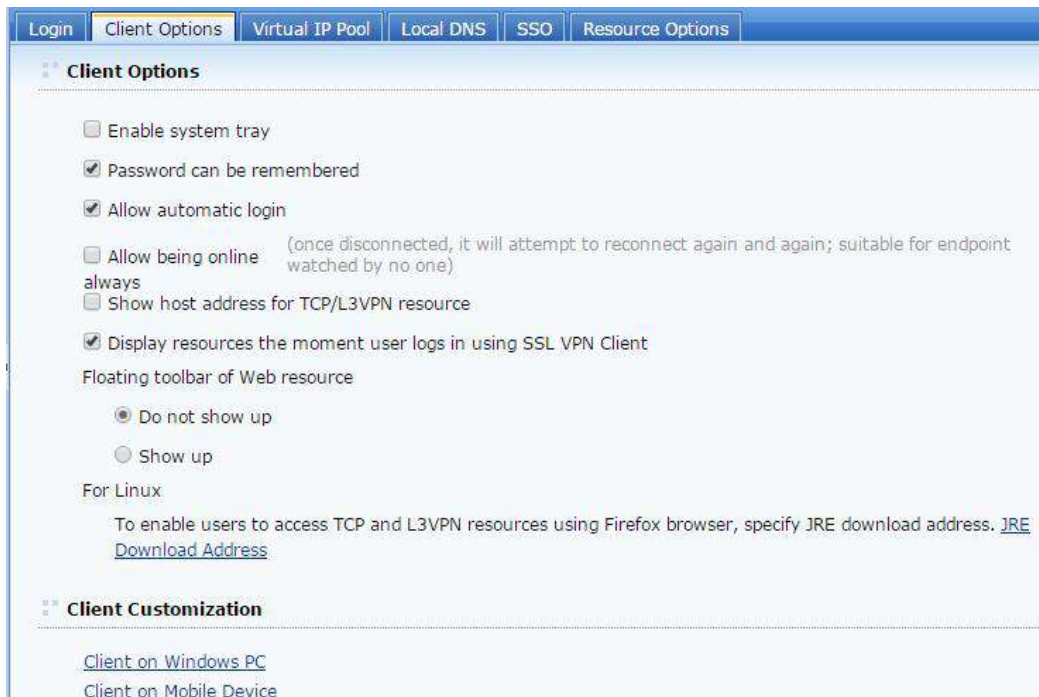 Login Client Options Virtual IP Pool Local DNS SSO Resource Options
Client Options
Enable system tray
Password can be remembered
Allow automatic login
Allow being online always
(once disconnected, it will attempt to reconnect again and again; suitable for endpoint
watched by no one)
Show host address for TCP/L3VPN resource
Display resources the moment user logs in using SSL VPN Client
Floating toolbar of Web resource
Do not show up
Show up
For Linux
To enable users to access TCP and L3VPN resources using Firefox browser, specify JRE download address. JRE
Download Address
Client Customization
Client on Windows PC
Client on Mobile Device